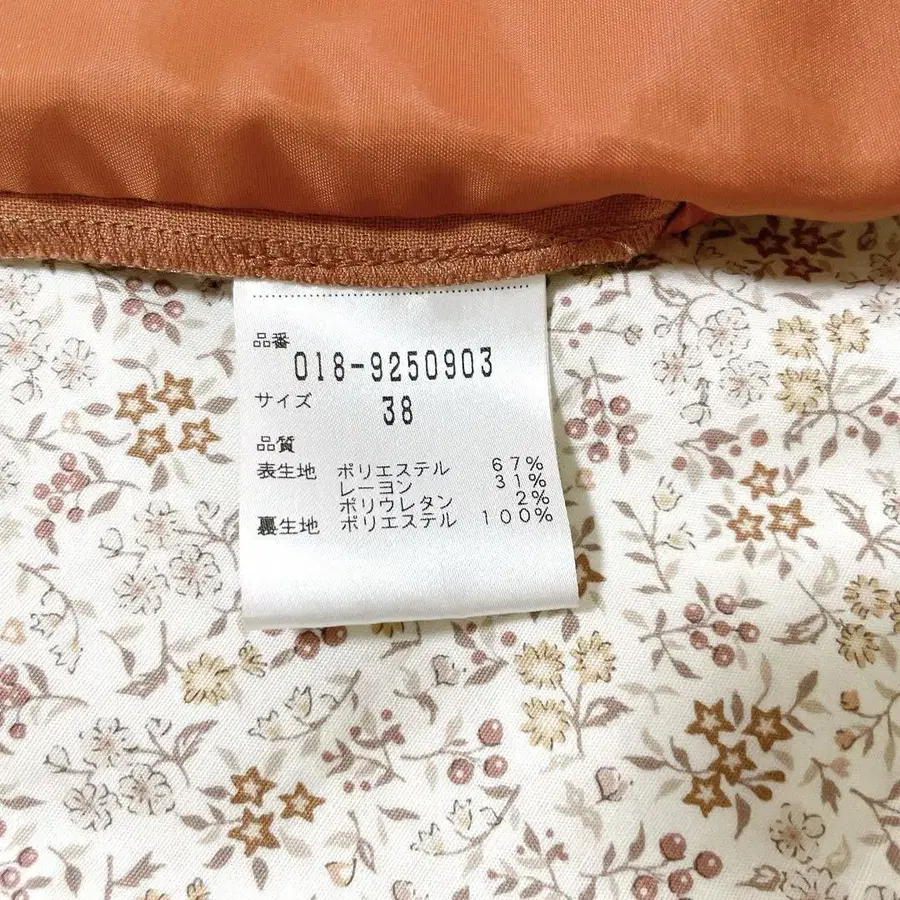 品番
018-9250903
サイズ 38
品質
表生地 ポリエステル 67%
レーヨン 31%
ポリウレタン 2%
裏生地 ポリエステル 100%